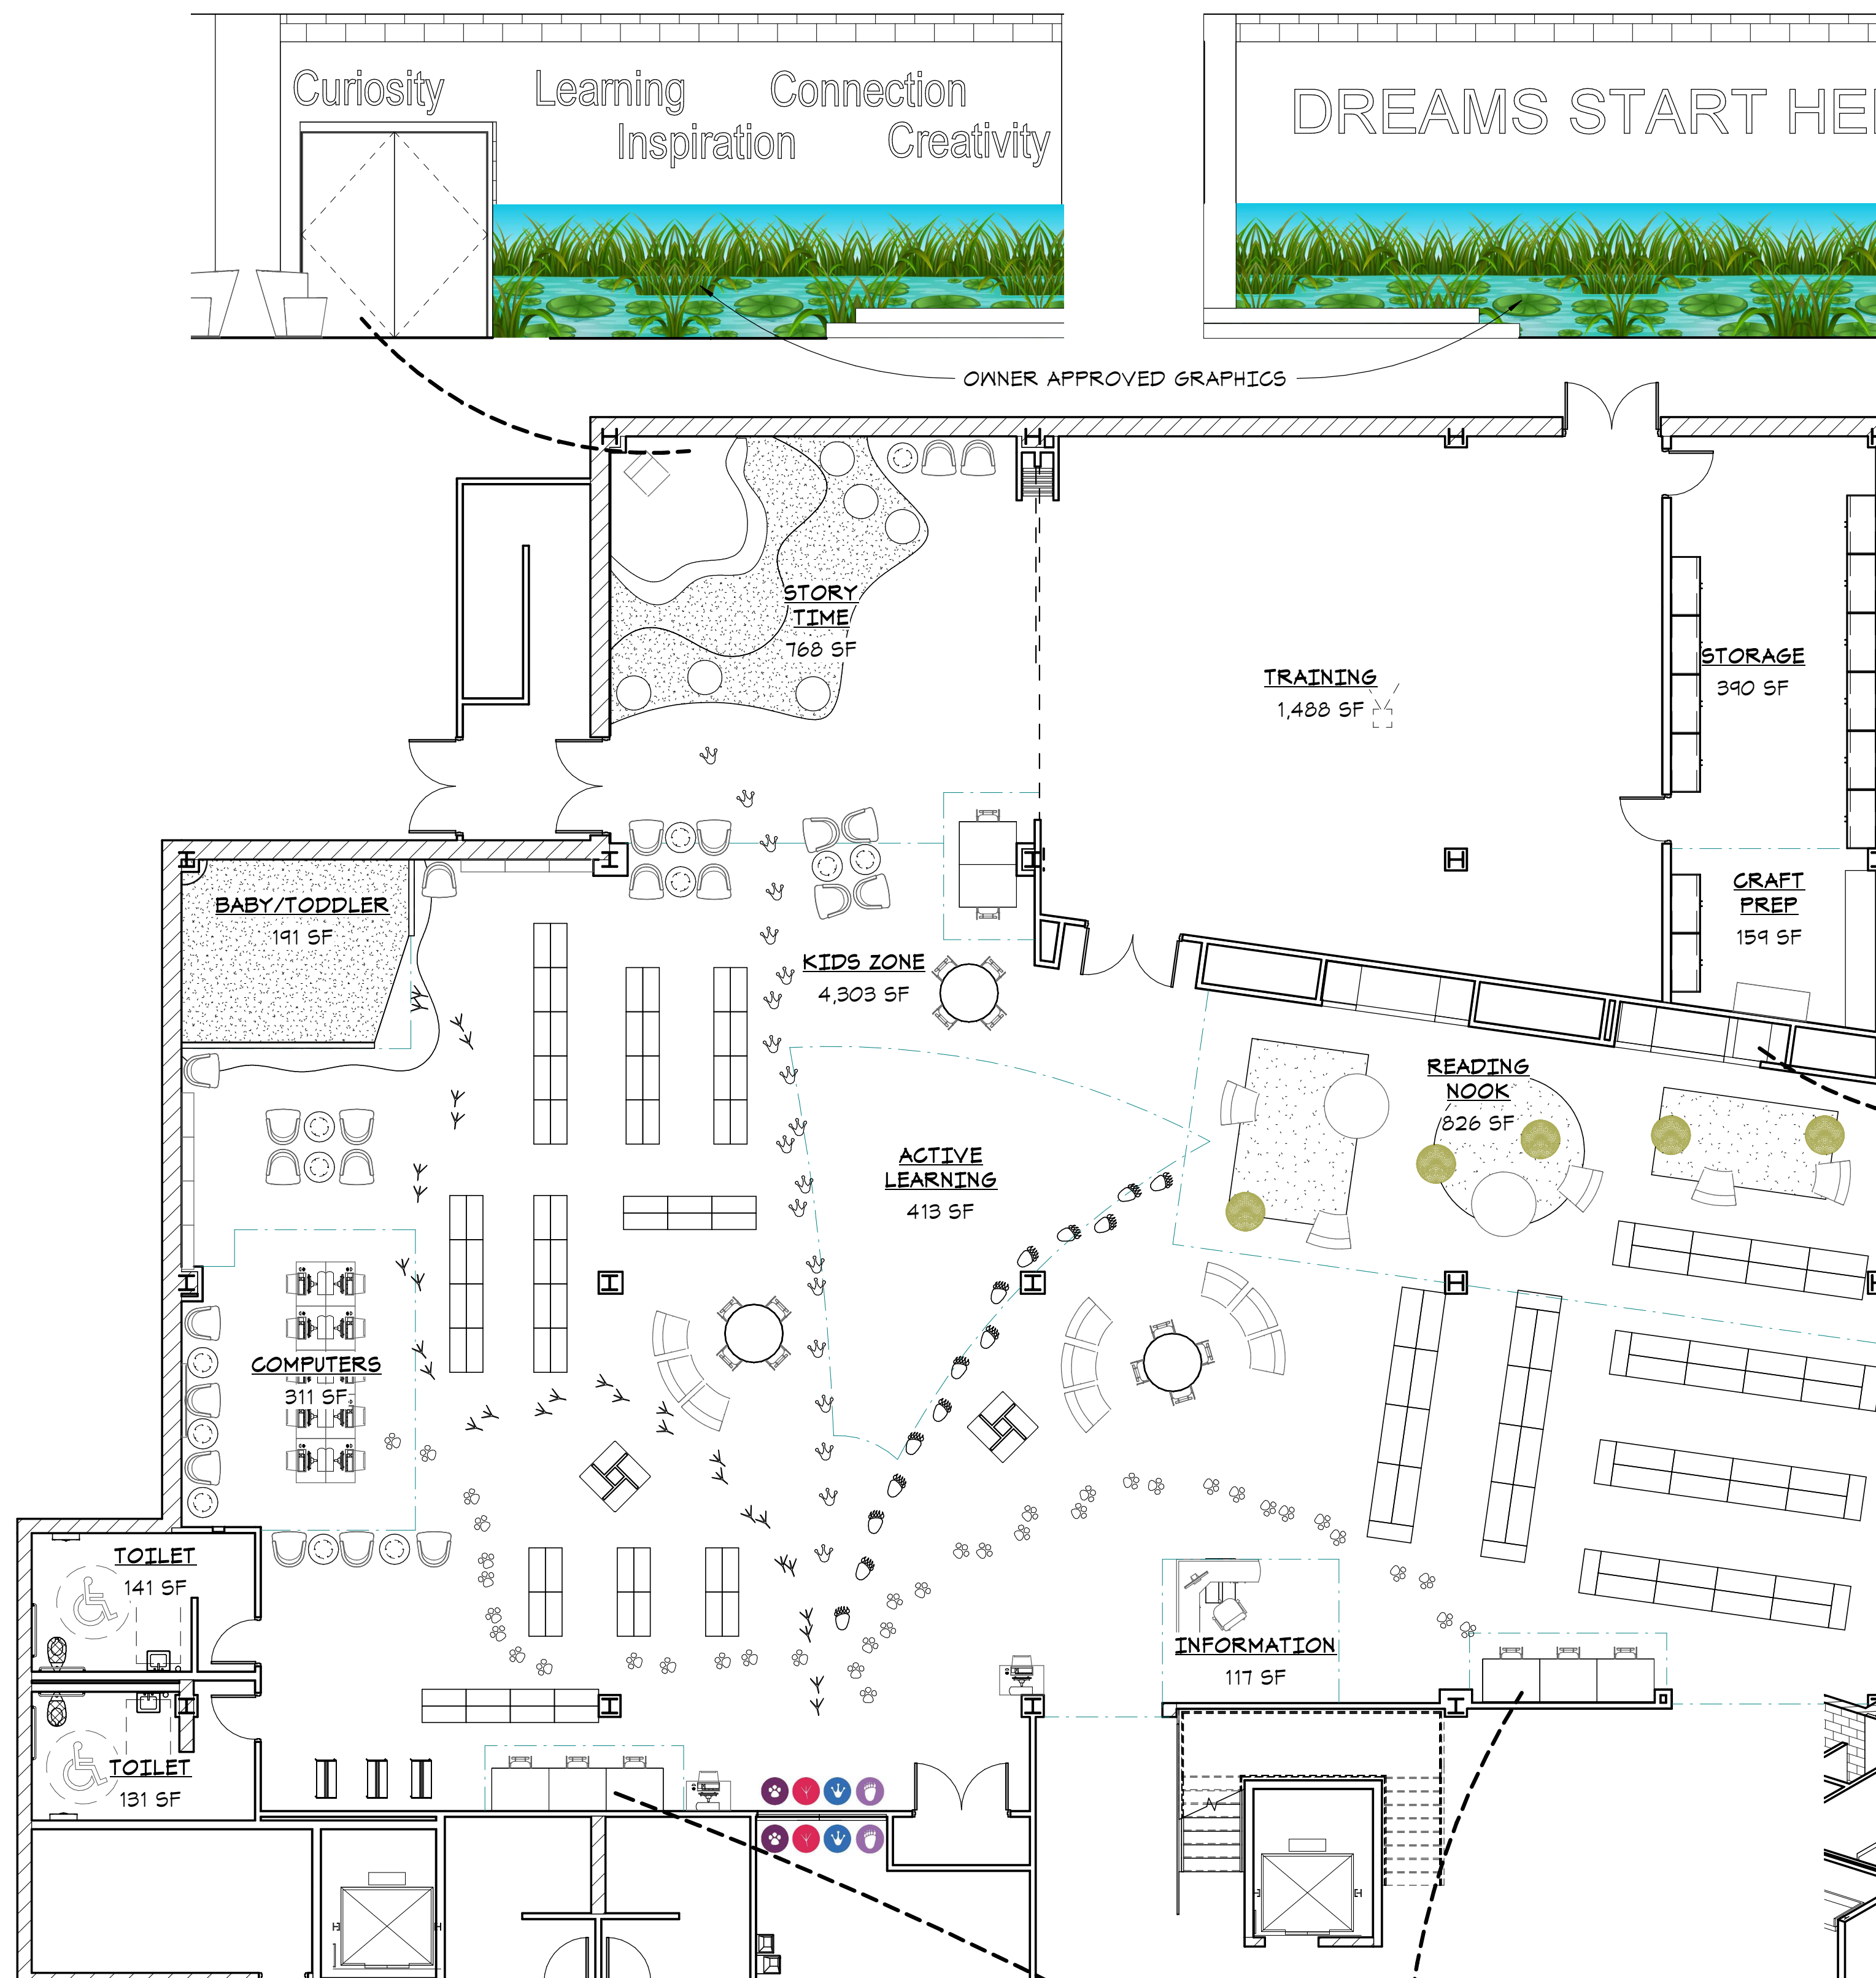 Curiosity Learning Connection
Inspiration Creativity
DREAMS START HE
OWNER APPROVED GRAPHICS
STORY
TIME
768 SF
TRAINING
1,488 SF
STORAGE
390 SF
CRAFT
PREP
159 SF
BABY/TODDLER
191 SF
KIDS ZONE
4,303 SF
READING
NOOK
826 SF
ACTIVE
LEARNING
413 SF
COMPUTERS
311 SF
TOILET
141 SF
INFORMATION
117 SF
TOILET
131 SF